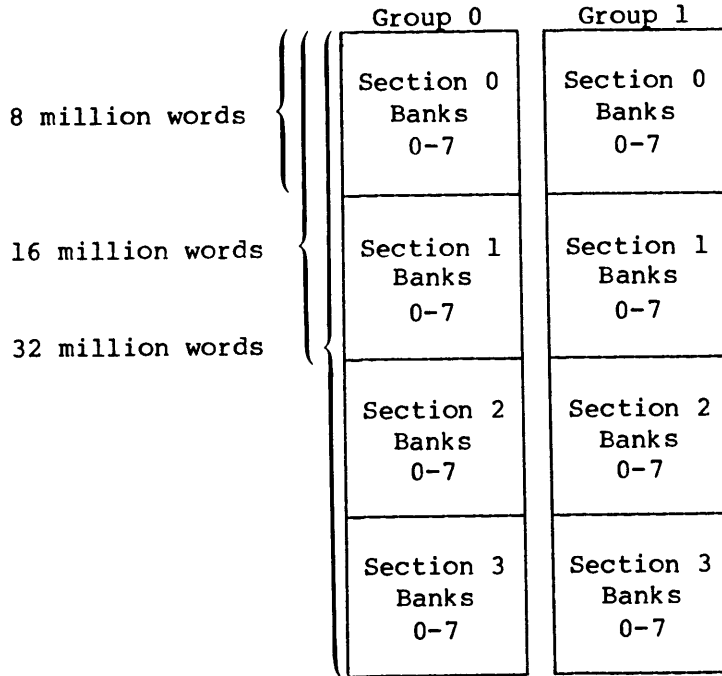 Group 0 Group 1
8 million words
Section 0
Banks
0-7
Section 0
Banks
0-7
16 million words
Section 1
Banks
0-7
Section 1
Banks
0-7
32 million words
Section 2
Banks
0-7
Section 2
Banks
0-7
Section 3
Banks
0-7
Section 3
Banks
0-7